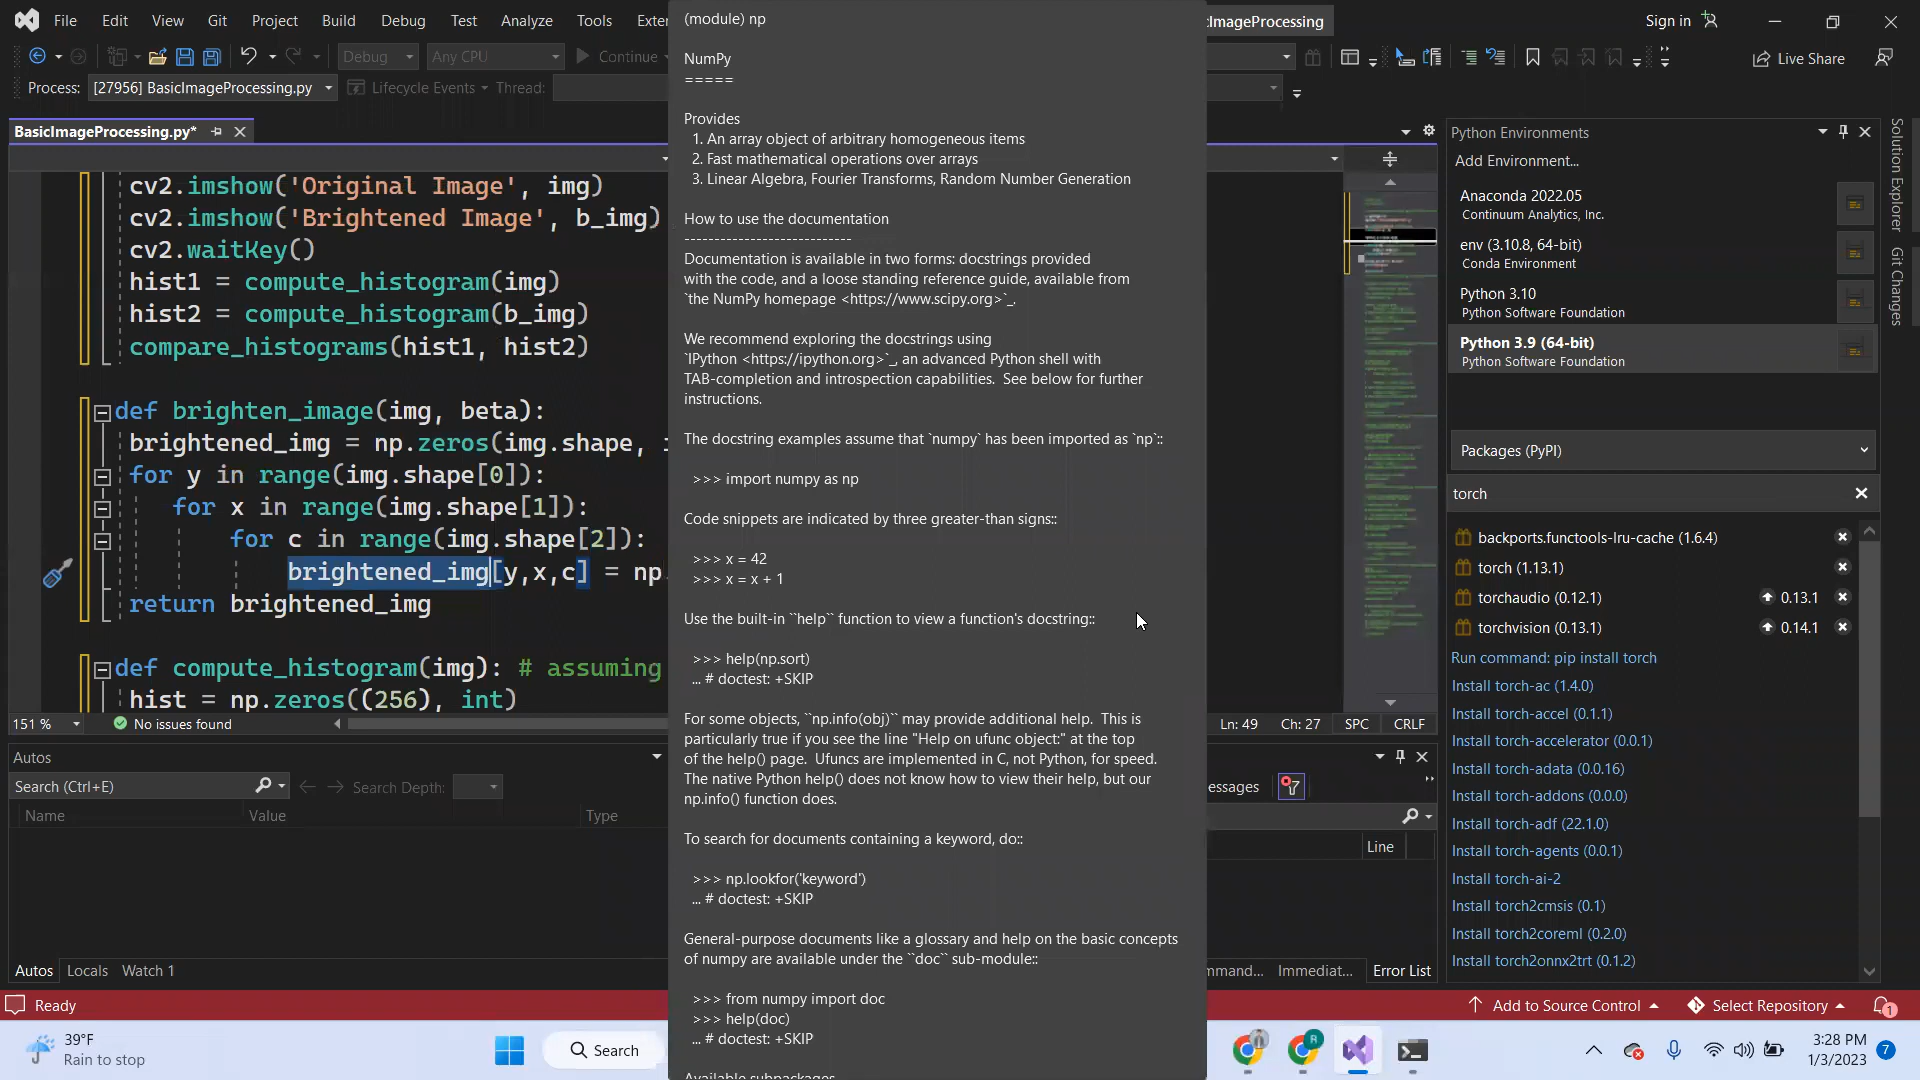 File Edit View Git Project Build Debug Test Analyze Tools Exter
cImageProcessing
Sign in
Debug Any CPU Continue
Live Share
Process: [27956] BasicImageProcessing.py Lifecycle Events Thread:
BasicImageProcessing.py*
cv2.imshow('Original Image', img)
cv2.imshow('Brightened Image', b_img)
cv2.waitKey()
hist1 = compute_histogram(img)
hist2 = compute_histogram(b_img)
compare_histograms(hist1, hist2)
def brighten_image(img, beta):
brightened_img = np.zeros(img.shape, i
for y in range(img.shape[0]):
for x in range(img.shape[1]):
for c in range(img.shape[2]):
brightened_img[y,x,c] = np.
return brightened_img
def compute_histogram(img): # assuming
hist = np.zeros((256), int)
151 % No issues found
Ln: 49 Ch: 27 SPC CRLF
(module) np
NumPy
=====
Provides
1. An array object of arbitrary homogeneous items
2. Fast mathematical operations over arrays
3. Linear Algebra, Fourier Transforms, Random Number Generation
How to use the documentation
----------------------------
Documentation is available in two forms: docstrings provided
with the code, and a loose standing reference guide, available from
`the NumPy homepage <https://www.scipy.org>`_.
We recommend exploring the docstrings using
`IPython <https://ipython.org>`_, an advanced Python shell with
TAB-completion and introspection capabilities.  See below for further
instructions.
The docstring examples assume that `numpy` has been imported as `np`::
>>> import numpy as np
Code snippets are indicated by three greater-than signs::
>>> x = 42
>>> x = x + 1
Use the built-in ``help`` function to view a function's docstring::
>>> help(np.sort)
... # doctest: +SKIP
For some objects, ``np.info(obj)`` may provide additional help.  This is
particularly true if you see the line "Help on ufunc object:" at the top
of the help() page.  Ufuncs are implemented in C, not Python, for speed.
The native Python help() does not know how to view their help, but our
np.info() function does.
To search for documents containing a keyword, do::
>>> np.lookfor('keyword')
... # doctest: +SKIP
General-purpose documents like a glossary and help on the basic concepts
of numpy are available under the ``doc`` sub-module::
>>> from numpy import doc
>>> help(doc)
... # doctest: +SKIP
Available subpackages
Python Environments
Add Environment...
Anaconda 2022.05
Continuum Analytics, Inc.
env (3.10.8, 64-bit)
Conda Environment
Python 3.10
Python Software Foundation
Python 3.9 (64-bit)
Python Software Foundation
Packages (PyPI)
torch
backports.functools-lru-cache (1.6.4)
torch (1.13.1)
torchaudio (0.12.1) 0.13.1
torchvision (0.13.1) 0.14.1
Run command: pip install torch
Install torch-ac (1.4.0)
Install torch-accel (0.1.1)
Install torch-accelerator (0.0.1)
Install torch-adata (0.0.16)
Install torch-addons (0.0.0)
Install torch-adf (22.1.0)
Install torch-agents (0.0.1)
Install torch-ai-2
Install torch2cmsis (0.1)
Install torch2coreml (0.2.0)
Install torch2onnx2trt (0.1.2)
Solution Explorer
Git Changes
Autos
Search (Ctrl+E) Search Depth:
Name Value Type
Autos Locals Watch 1
essages
Line
mmand... Immediat... Error List
Ready
Add to Source Control Select Repository 1
39°F
Rain to stop
Search
R
3:28 PM
1/3/2023
7